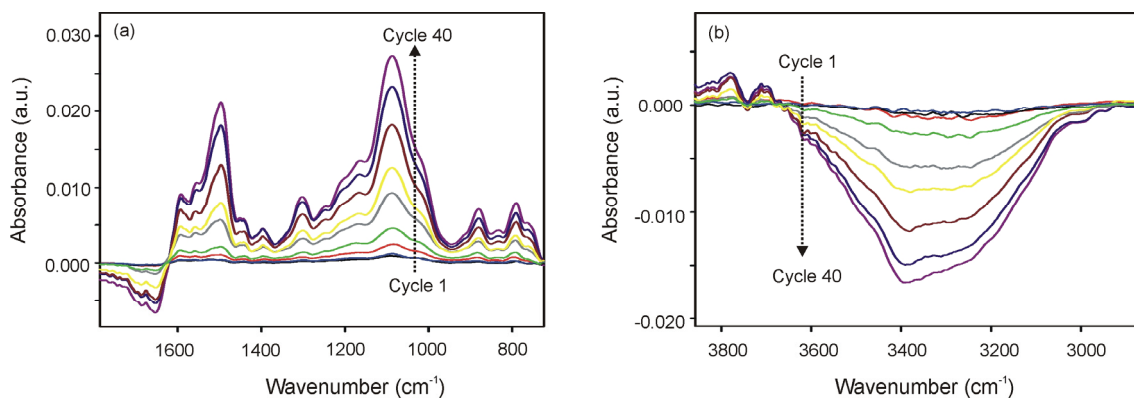 (a)
Cycle 40
Cycle 1
0.030
0.020
0.010
0.000
Absorbance (a.u.)
1600
1400
1200
1000
800
Wavenumber (cm⁻¹)
(b)
Cycle 1
Cycle 40
0.000
-0.010
-0.020
Absorbance (a.u.)
3800
3600
3400
3200
3000
Wavenumber (cm⁻¹)